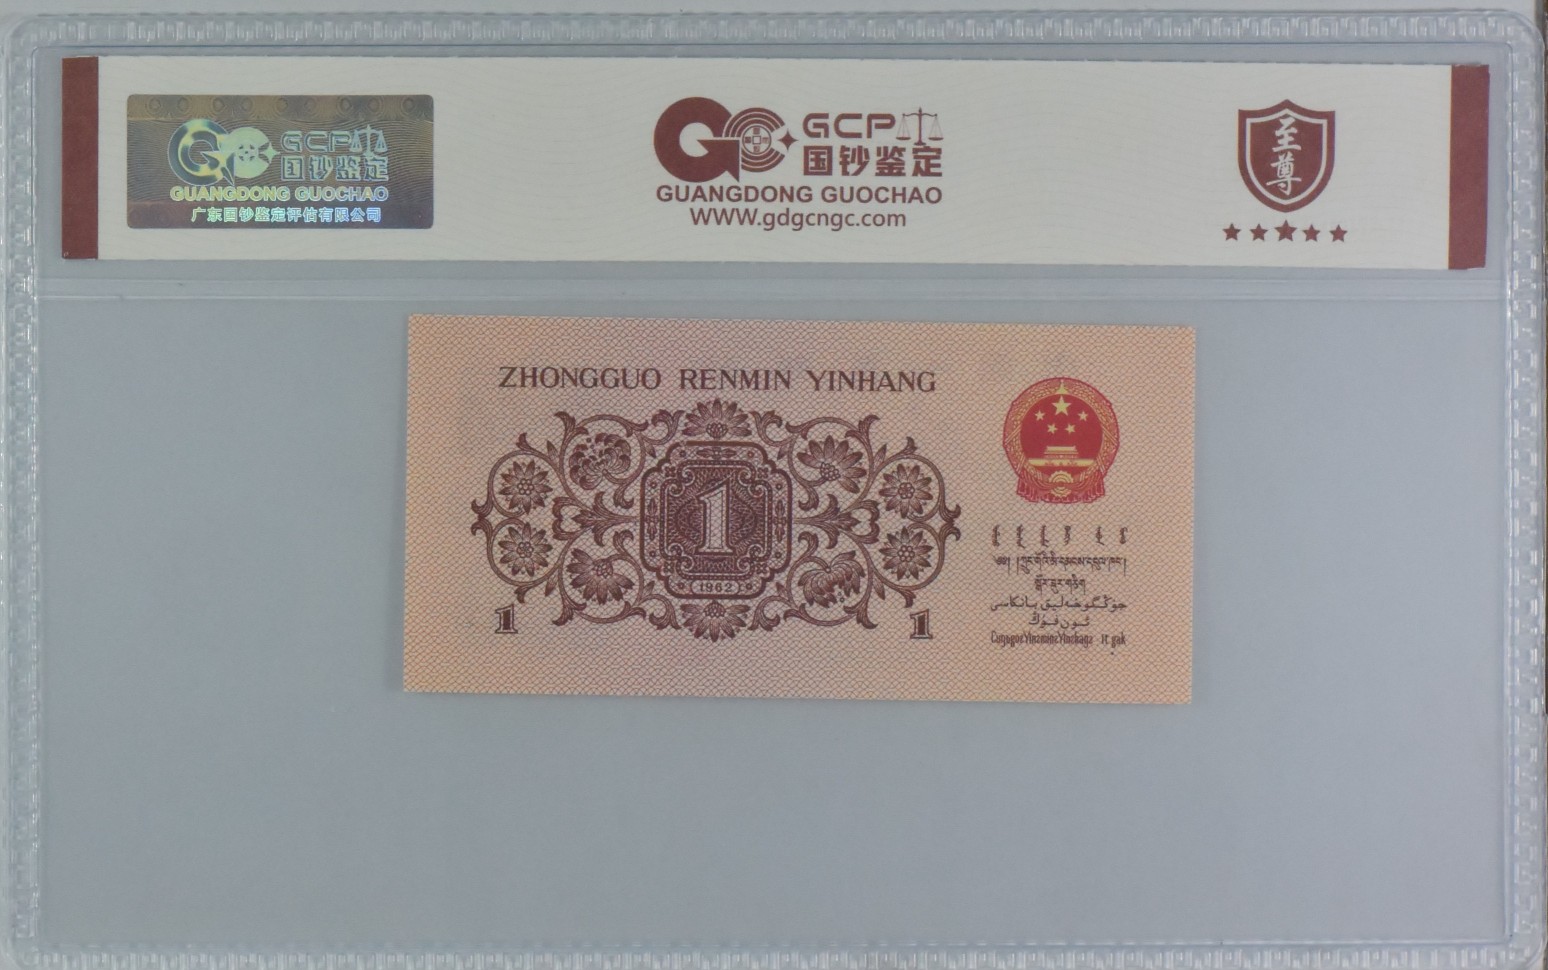 GCP
国钞鉴定
GUANGDONG GUOCHAO
广东国钞鉴定评估有限公司
GCP
国钞鉴定
GUANGDONG GUOCHAO
WWW.gdgcngc.com
至尊
ZHONGGUO RENMIN YINHANG
1
(1962)
1
1
جۇڭگوخەلىق بانكاسى